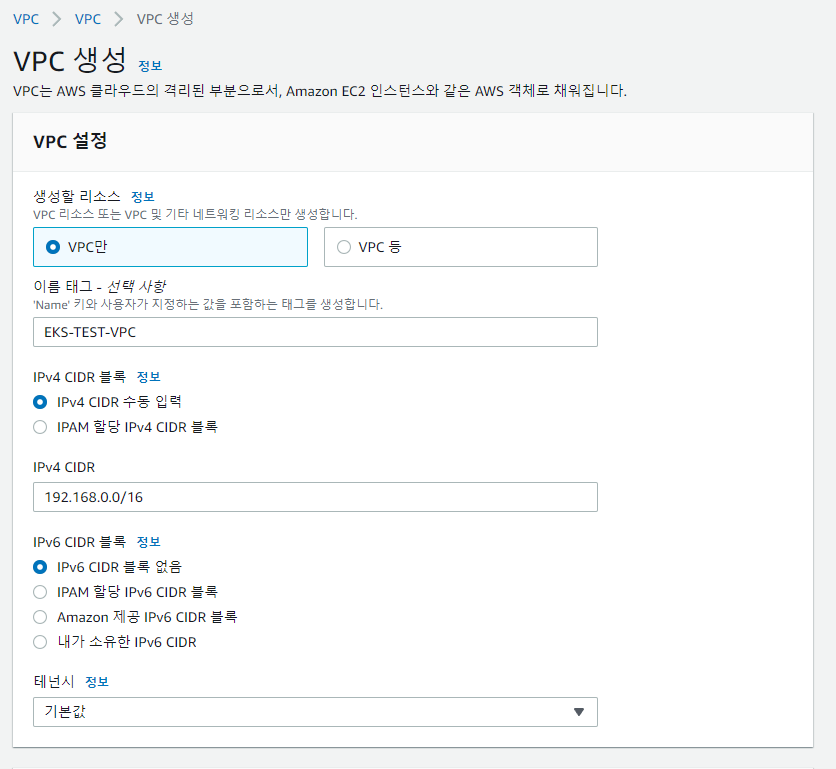 VPC > VPC > VPC 생성
VPC 생성 정보
VPC는 AWS 클라우드의 격리된 부분으로서, Amazon EC2 인스턴스와 같은 AWS 객체로 채워집니다.
VPC 설정
생성할 리소스 정보
VPC 리소스 또는 VPC 및 기타 네트워킹 리소스만 생성합니다.
VPC만 VPC 등
이름 태그 - 선택 사항
'Name' 키와 사용자가 지정하는 값을 포함하는 태그를 생성합니다.
EKS-TEST-VPC
IPv4 CIDR 블록 정보
IPv4 CIDR 수동 입력
IPAM 할당 IPv4 CIDR 블록
IPv4 CIDR
192.168.0.0/16
IPv6 CIDR 블록 정보
IPv6 CIDR 블록 없음
IPAM 할당 IPv6 CIDR 블록
Amazon 제공 IPv6 CIDR 블록
내가 소유한 IPv6 CIDR
테넌시 정보
기본값